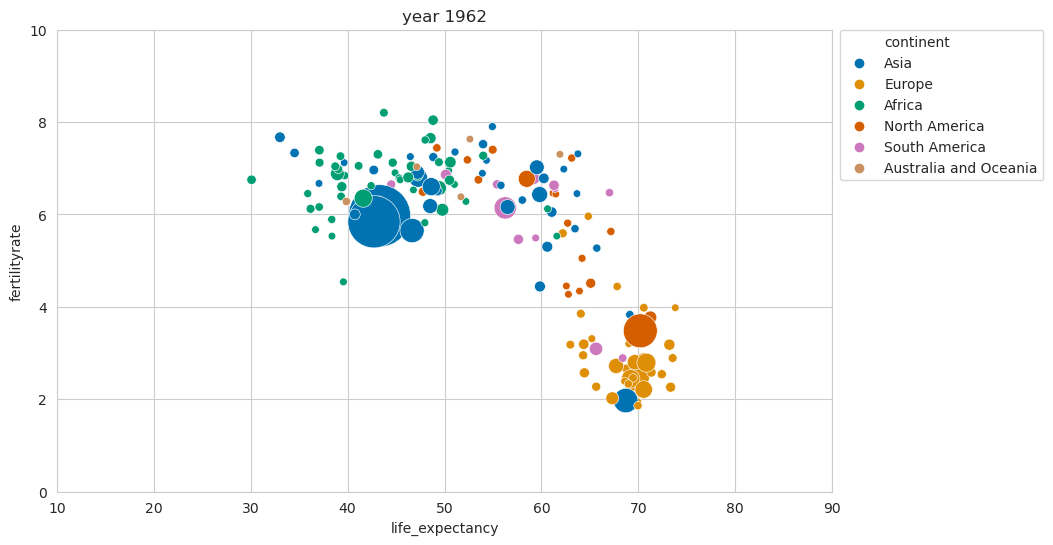 year 1962
10
8
6
4
2
0
fertilityrate
10 20 30 40 50 60 70 80 90
life_expectancy
continent
Asia
Europe
Africa
North America
South America
Australia and Oceania